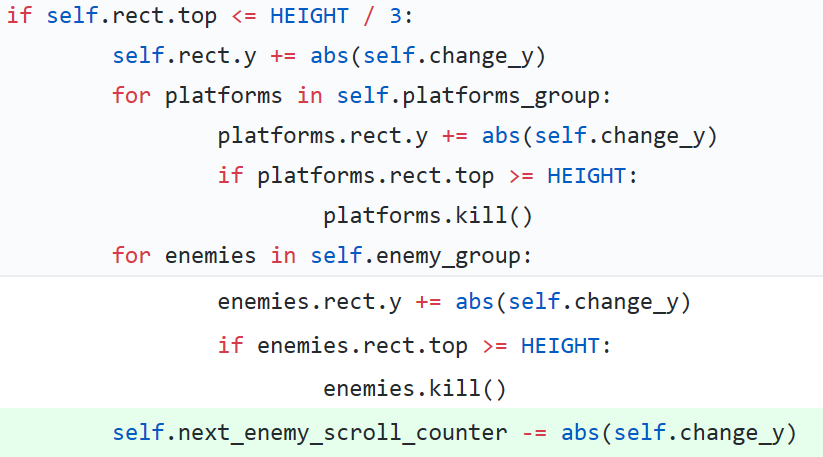 if self.rect.top <= HEIGHT / 3:
        self.rect.y += abs(self.change_y)
        for platforms in self.platforms_group:
                platforms.rect.y += abs(self.change_y)
                if platforms.rect.top >= HEIGHT:
                        platforms.kill()
        for enemies in self.enemy_group:
                enemies.rect.y += abs(self.change_y)
                if enemies.rect.top >= HEIGHT:
                        enemies.kill()
        self.next_enemy_scroll_counter -= abs(self.change_y)